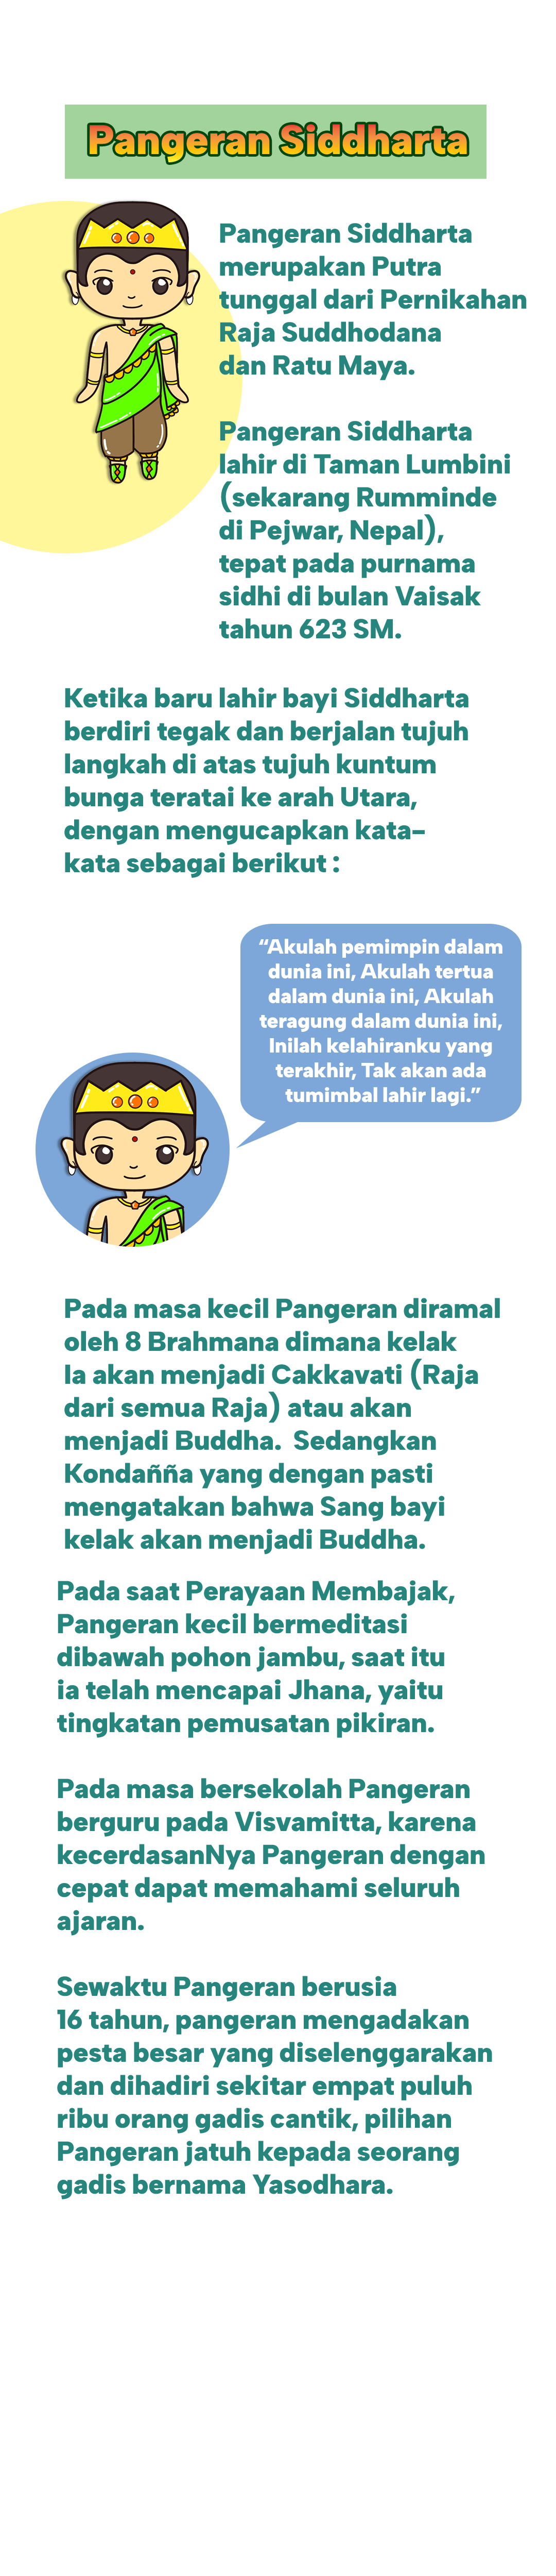 Pangeran Siddharta
Pangeran Siddharta
merupakan Putra
tunggal dari Pernikahan
Raja Suddhodana
dan Ratu Maya.
Pangeran Siddharta
lahir di Taman Lumbini
(sekarang Rumminde
di Pejwar, Nepal),
tepat pada purnama
sidhi di bulan Vaisak
tahun 623 SM.
Ketika baru lahir bayi Siddharta
berdiri tegak dan berjalan tujuh
langkah di atas tujuh kuntum
bunga teratai ke arah Utara,
dengan mengucapkan kata-
kata sebagai berikut :
“Akulah pemimpin dalam
dunia ini, Akulah tertua
dalam dunia ini, Akulah
teragung dalam dunia ini,
Inilah kelahiranku yang
terakhir, Tak akan ada
tumimbal lahir lagi.”
Pada masa kecil Pangeran diramal
oleh 8 Brahmana dimana kelak
Ia akan menjadi Cakkavati (Raja
dari semua Raja) atau akan
menjadi Buddha.  Sedangkan
Kondañña yang dengan pasti
mengatakan bahwa Sang bayi
kelak akan menjadi Buddha.
Pada saat Perayaan Membajak,
Pangeran kecil bermeditasi
dibawah pohon jambu, saat itu
ia telah mencapai Jhana, yaitu
tingkatan pemusatan pikiran.
Pada masa bersekolah Pangeran
berguru pada Visvamitta, karena
kecerdasanNya Pangeran dengan
cepat dapat memahami seluruh
ajaran.
Sewaktu Pangeran berusia
16 tahun, pangeran mengadakan
pesta besar yang diselenggarakan
dan dihadiri sekitar empat puluh
ribu orang gadis cantik, pilihan
Pangeran jatuh kepada seorang
gadis bernama Yasodhara.